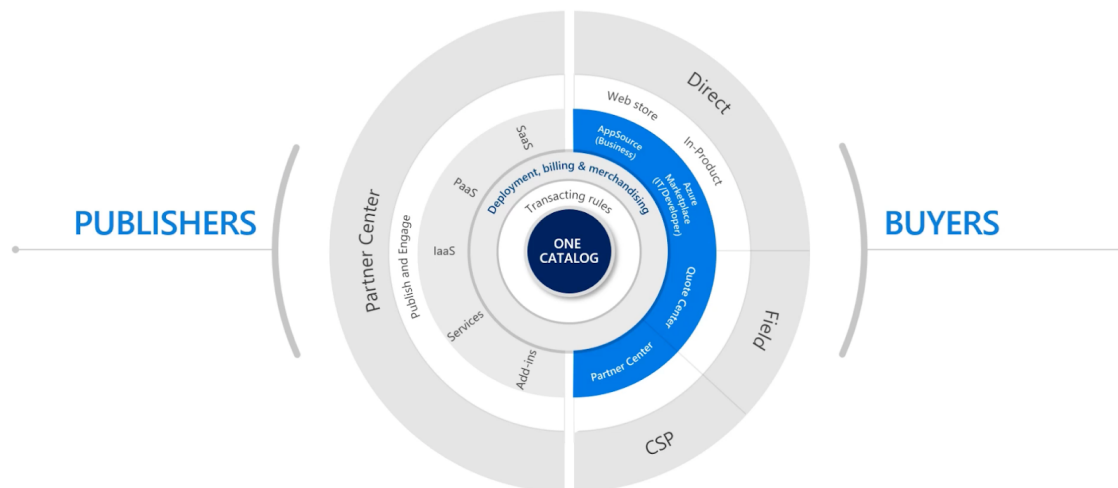 PUBLISHERS
Partner Center
Publish and Engage
SaaS
PaaS
IaaS
Services
Add-ins
Deployment, billing & merchandising
Transacting rules
ONE
CATALOG
Direct
Web store
In-Product
AppSource
(Business)
Azure
Marketplace
(IT/Developer)
Quote Center
Field
Partner Center
CSP
BUYERS